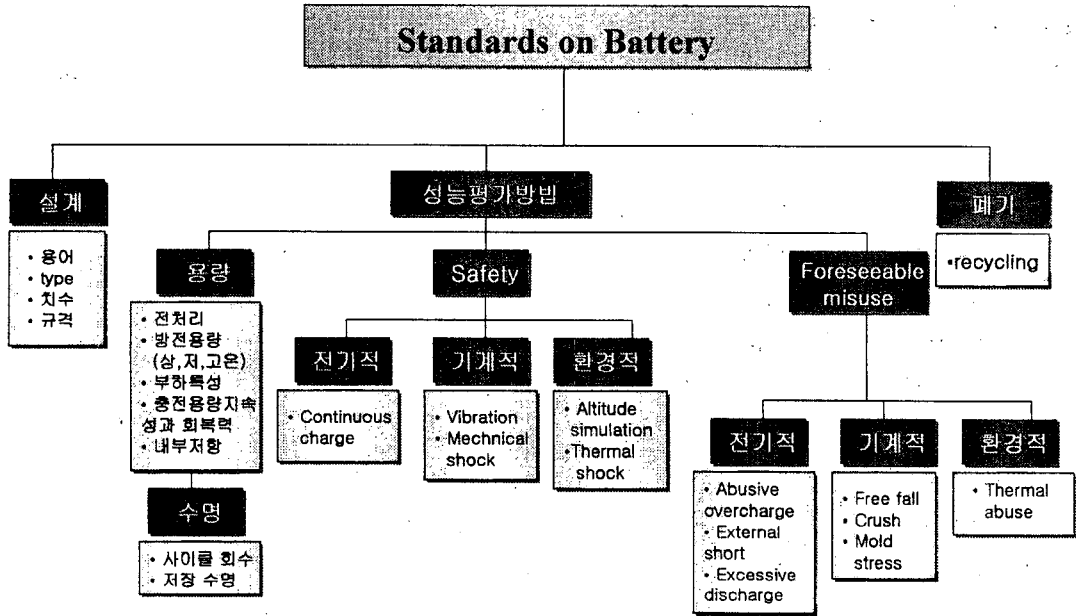 Standards on Battery
설계
• 용어
• type
• 치수
• 규격
성능평가방법
폐기
•recycling
용량
• 전처리
• 방전용량
(상,저,고온)
• 부하특성
• 충전용량지속
성과 회복력
• 내부저항
수명
• 사이클 회수
• 저장 수명
Safety
전기적
• Continuous
charge
기계적
• Vibration
• Mechnical
shock
환경적
• Altitude
simulation
•Thermal
shock
Foreseeable
misuse
전기적
• Abusive
overcharge
• External
short
• Excessive
discharge
기계적
• Free fall
• Crush
• Mold
stress
환경적
• Thermal
abuse